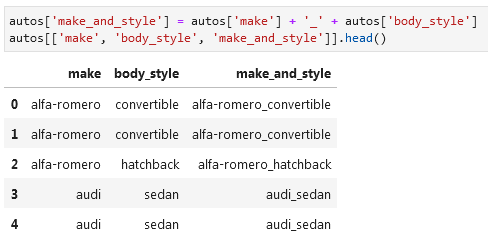 autos['make_and_style'] = autos['make'] + '_' + autos['body_style']
autos[['make', 'body_style', 'make_and_style']].head()
make body_style make_and_style
0 alfa-romero convertible alfa-romero_convertible
1 alfa-romero convertible alfa-romero_convertible
2 alfa-romero hatchback alfa-romero_hatchback
3 audi sedan audi_sedan
4 audi sedan audi_sedan